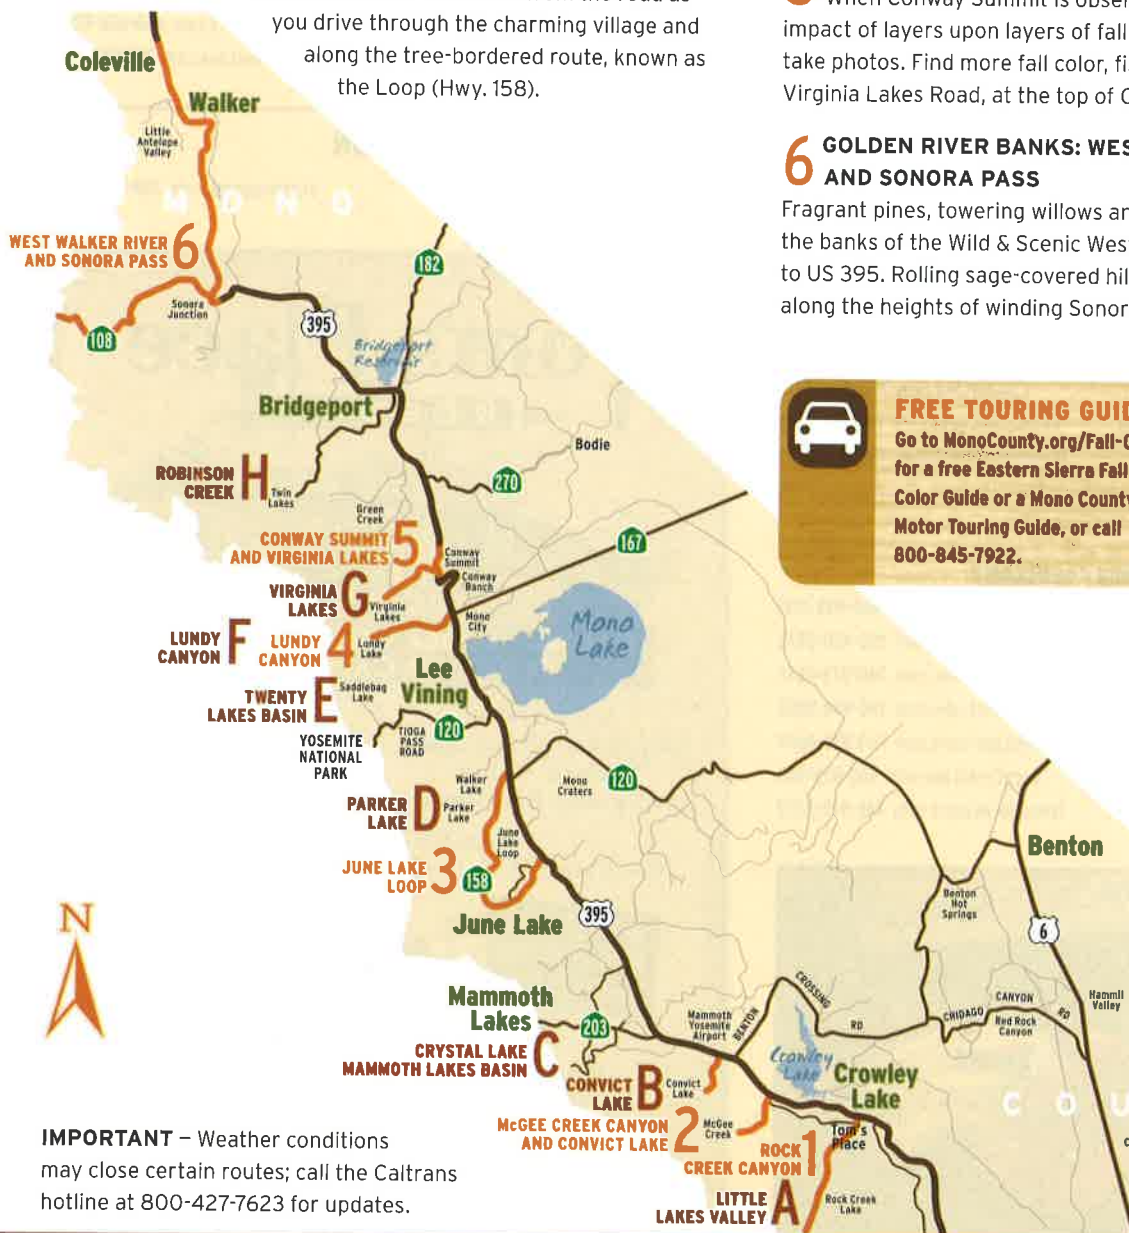 you drive through the charming village and
along the tree-bordered route, known as
the Loop (Hwy. 158).
When Conway Summit is obser
impact of layers upon layers of fall
take photos. Find more fall color, fi
Virginia Lakes Road, at the top of C
6 GOLDEN RIVER BANKS: WES
AND SONORA PASS
Fragrant pines, towering willows an
the banks of the Wild & Scenic Wes
to US 395. Rolling sage-covered hil
along the heights of winding Sonor
FREE TOURING GUID
Go to MonoCounty.org/Fall-C
for a free Eastern Sierra Fall
Color Guide or a Mono County
Motor Touring Guide, or call
800-845-7922.
Coleville
Walker
Little
Antelope
Valley
MONO
WEST WALKER RIVER
AND SONORA PASS 6
182
Sonora
Junction
108
395
Bridgeport
Reservoir
Bridgeport
Bodie
ROBINSON
CREEK H
Twin
Lakes
270
Green
Creek
CONWAY SUMMIT
AND VIRGINIA LAKES 5
167
Conway
Summit
Conway
Ranch
VIRGINIA
LAKES G
Virginia
Lakes
Mono
City
Mono
Lake
LUNDY
CANYON F
LUNDY
CANYON 4
Lundy
Lake
Lee
Vining
TWENTY
LAKES BASIN E
Saddlebag
Lake
YOSEMITE
NATIONAL
PARK
TIOGA
PASS
ROAD
120
Walker
Lake
Mono
Craters
120
PARKER
LAKE D
Parker
Lake
June
Lake
Loop
JUNE LAKE
LOOP 3
158
Benton
June Lake
395
Benton
Hot
Springs
6
N
Mammoth
Lakes
203
Mammoth
Yosemite
Airport
BENTON
CROSSING
RD
CHIDAGO
CANYON
RD
Red Rock
Canyon
Hammil
Valley
CRYSTAL LAKE
MAMMOTH LAKES BASIN C
CONVICT
LAKE B
Convict
Lake
Crowley
Lake
Crowley
Lake
COU
McGEE CREEK CANYON
AND CONVICT LAKE 2
McGee
Creek
Tom's
Place
ROCK
CREEK CANYON 1
LITTLE
LAKES VALLEY A
Rock Creek
Lake
IMPORTANT – Weather conditions
may close certain routes; call the Caltrans
hotline at 800-427-7623 for updates.